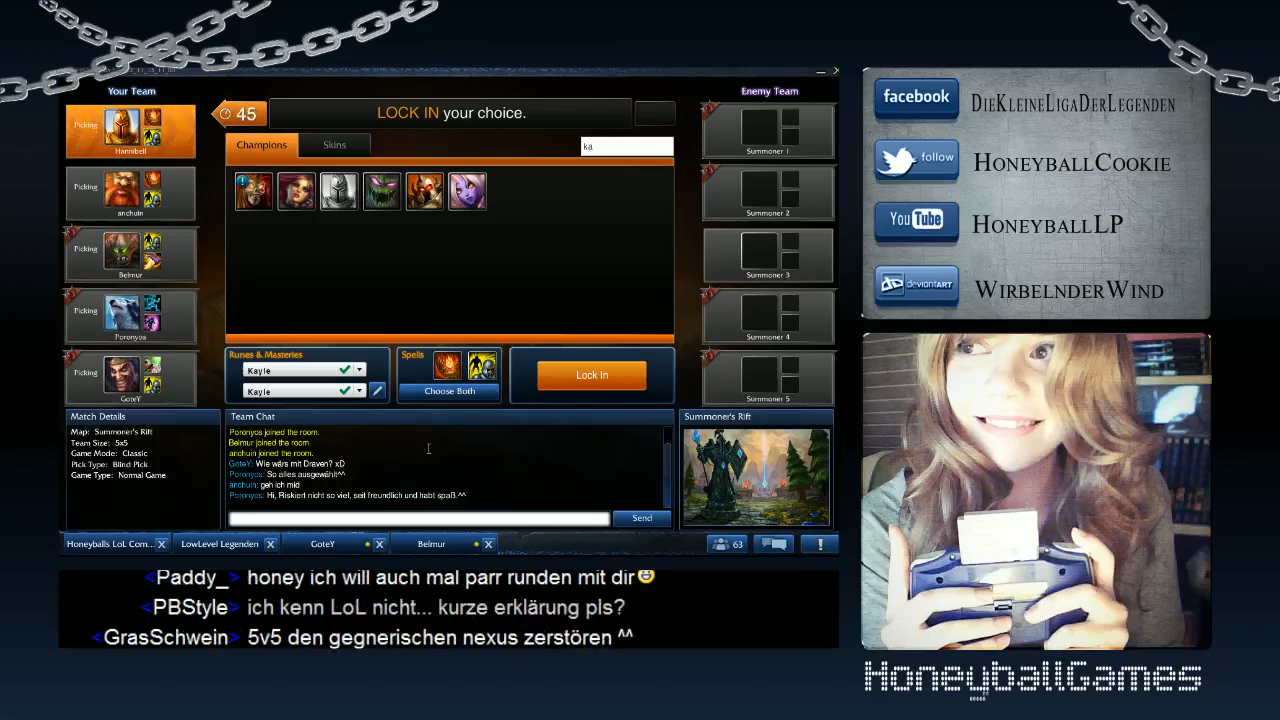 Your Team
Enemy Team
45
LOCK IN your choice.
Champions
Skins
ka
Picking
Hannibell
Picking
anchuin
Picking
Belmur
Picking
Poronyos
Picking
GoteY
Summoner 1
Summoner 2
Summoner 3
Summoner 4
Summoner 5
Runes & Masteries
Kayle
Kayle
Spells
Choose Both
Lock In
Match Details
Map: Summoner's Rift
Team Size: 5x5
Game Mode: Classic
Pick Type: Blind Pick
Game Type: Normal Game
Team Chat
Poronyos joined the room.
Belmur joined the room.
anchuin joined the room.
GoteY: Wie wärs mit Draven? xD
Poronyos: So alles ausgewählt^^
anchuin: geh ich mid
Poronyos: Hi, Riskiert nicht so viel, seit freundlich und habt spaß.^^
Send
Summoner's Rift
Honeyballs LoL Com...
LowLevel Legenden
GoteY
Belmur
63
<Paddy_> honey ich will auch mal parr runden mit dir
<PBStyle> ich kenn LoL nicht... kurze erklärung pls?
<GrasSchwein> 5v5 den gegnerischen nexus zerstören ^^
facebook DieKleineLigaDerLegenden
follow HoneyballCookie
YouTube HoneyballLP
deviantART WirbelnderWind
HoneyballGames